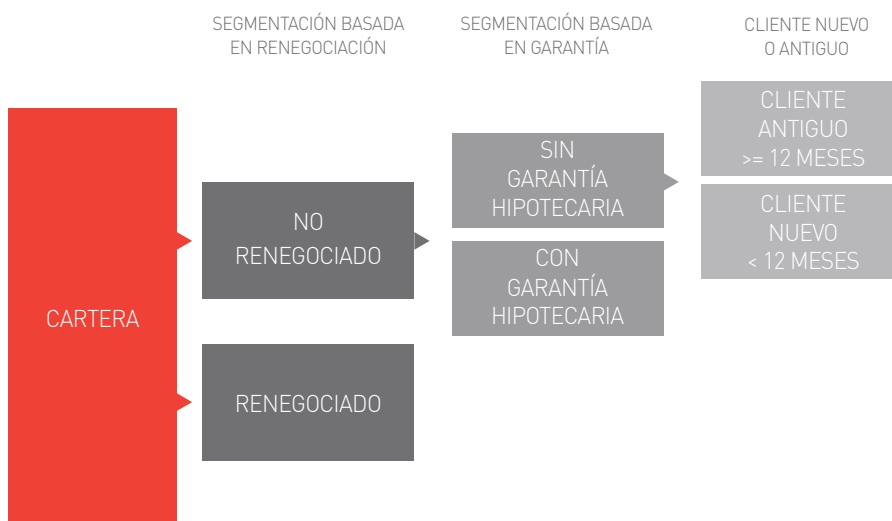 SEGMENTACIÓN BASADA
EN RENEGOCIACIÓN
SEGMENTACIÓN BASADA
EN GARANTÍA
CLIENTE NUEVO
O ANTIGUO
CARTERA
NO
RENEGOCIADO
RENEGOCIADO
SIN
GARANTÍA
HIPOTECARIA
CON
GARANTÍA
HIPOTECARIA
CLIENTE
ANTIGUO
>= 12 MESES
CLIENTE
NUEVO
< 12 MESES